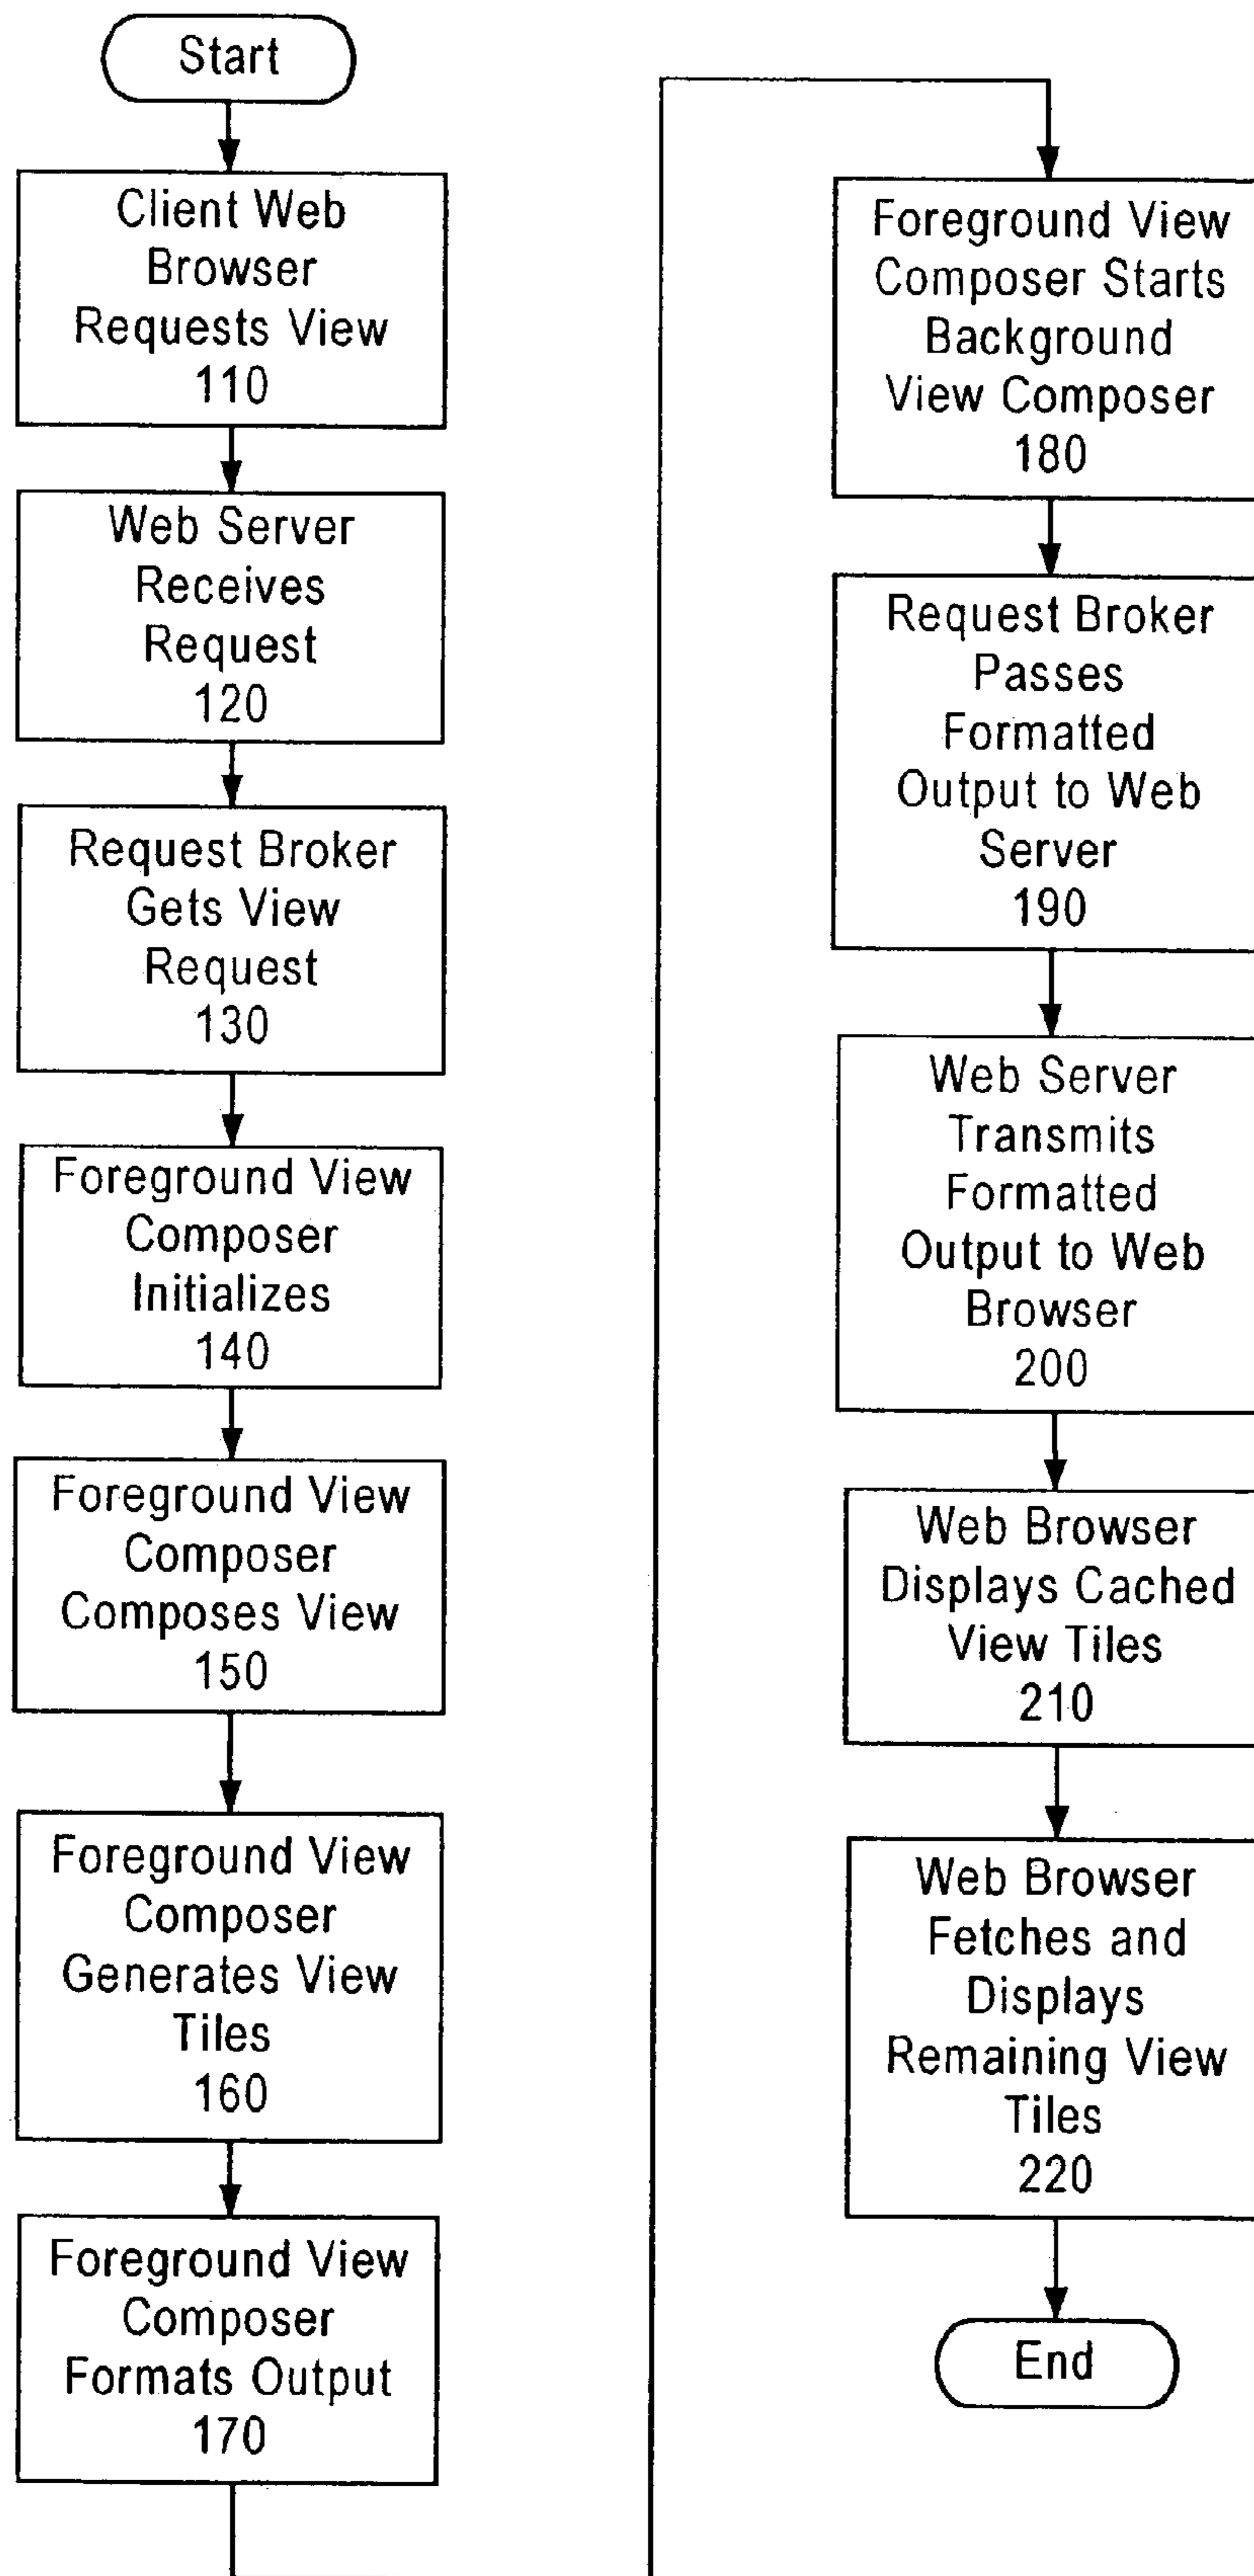 Start
Client Web
Browser
Requests View
110
Web Server
Receives
Request
120
Request Broker
Gets View
Request
130
Foreground View
Composer
Initializes
140
Foreground View
Composer
Composes View
150
Foreground View
Composer
Generates View
Tiles
160
Foreground View
Composer
Formats Output
170
Foreground View
Composer Starts
Background
View Composer
180
Request Broker
Passes
Formatted
Output to Web
Server
190
Web Server
Transmits
Formatted
Output to Web
Browser
200
Web Browser
Displays Cached
View Tiles
210
Web Browser
Fetches and
Displays
Remaining View
Tiles
220
End